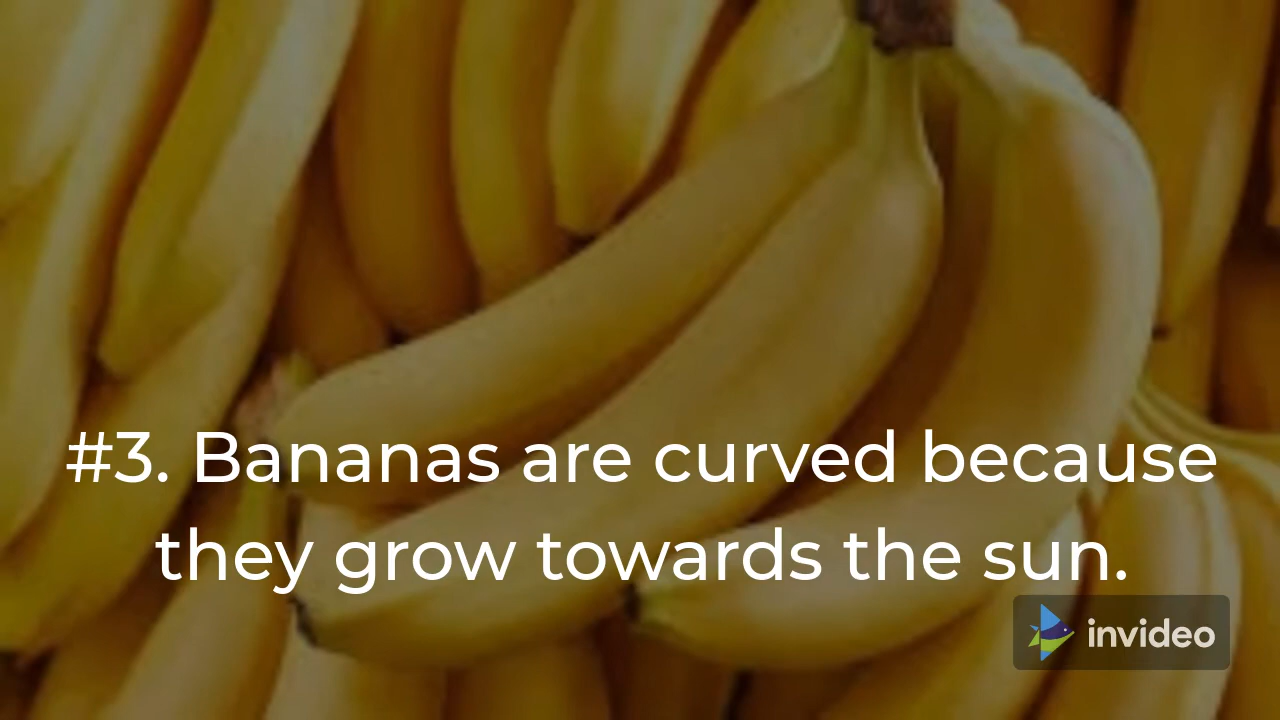 #3. Bananas are curved because
they grow towards the sun.
invideo